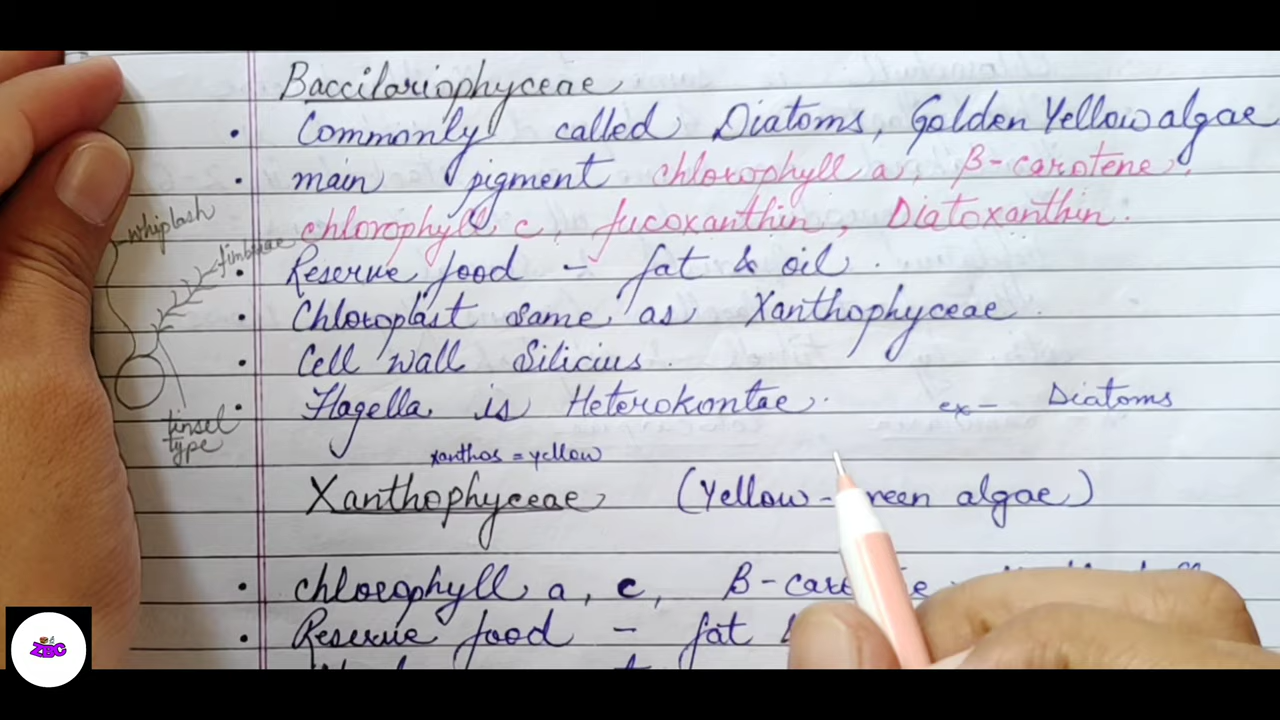 Baccilariophyceae
• Commonly called Diatoms, Golden Yellow algae
• main pigment chlorophyll a, β-carotene,
chlorophyll c, fucoxanthin, Diatoxanthin.
• Reserve food - fat & oil.
• Chloroplast same as Xanthophyceae.
• Cell wall Silicius.
• Flagella is Heterokontae. ex- Diatoms
whiplash
fimbriae
tinsel
type
xanthos = yellow
Xanthophyceae (Yellow- reen algae)
• chlorophyll a, c, β-car
• Reserve food - fat
ZBC